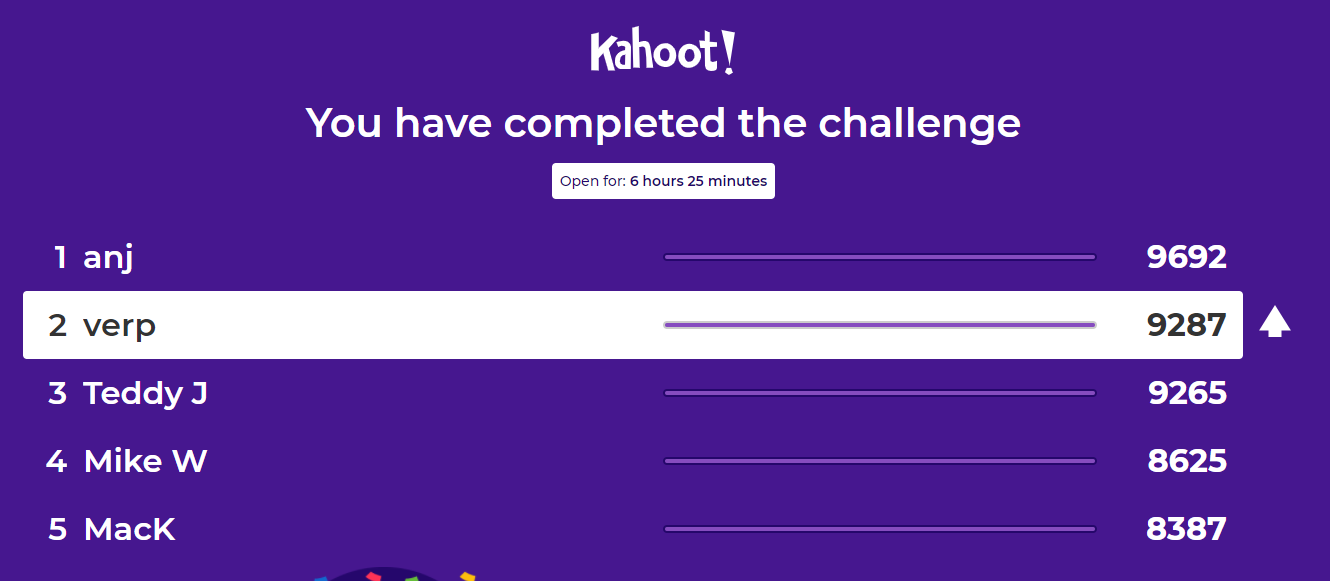 Kahoot!
You have completed the challenge
Open for: 6 hours 25 minutes
1 anj 9692
2 verp 9287
3 Teddy J 9265
4 Mike W 8625
5 MacK 8387